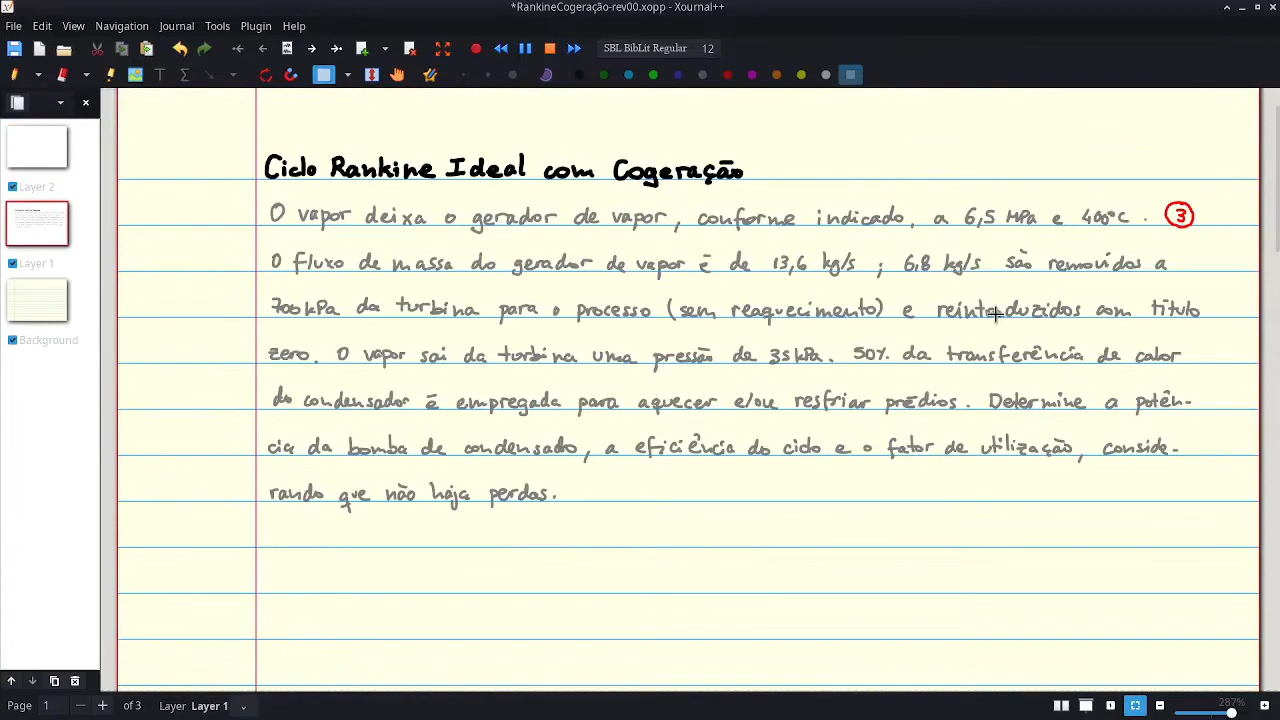 *RankineCogeração-rev00.xopp - Xournal++
File Edit View Navigation Journal Tools Plugin Help
SBL BibLit Regular 12
Layer 2
Layer 1
Background
Ciclo Rankine Ideal com Cogeração
O vapor deixa o gerador de vapor, conforme indicado, a 6,5 MPa e 400°C. 3
O fluxo de massa do gerador de vapor é de 13,6 kg/s ; 6,8 kg/s são removidos a
700kPa da turbina para o processo (sem reaquecimento) e reintroduzidos com título
zero. O vapor sai da turbina uma pressão de 35kPa. 50% da transferência de calor
do condensador é empregada para aquecer e/ou resfriar prédios. Determine a potên-
cia da bomba de condensado, a eficiência do ciclo e o fator de utilização, conside-
rando que não haja perdas.
Page 1 of 3 Layer Layer 1 287%